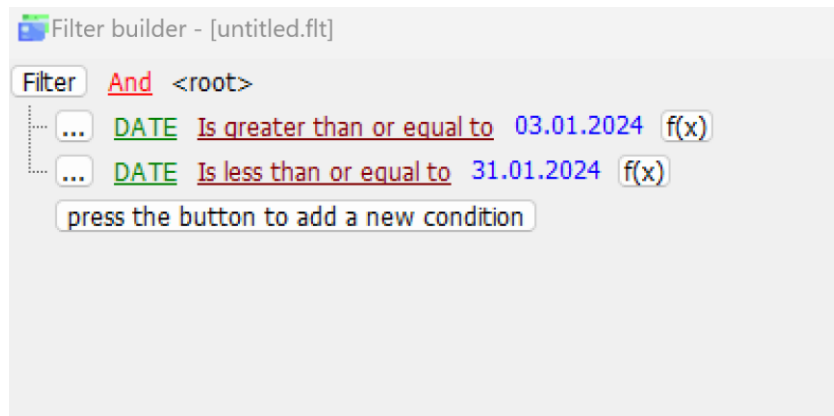 Filter builder - [untitled.flt]
Filter And <root>
... DATE Is greater than or equal to 03.01.2024 f(x)
... DATE Is less than or equal to 31.01.2024 f(x)
press the button to add a new condition